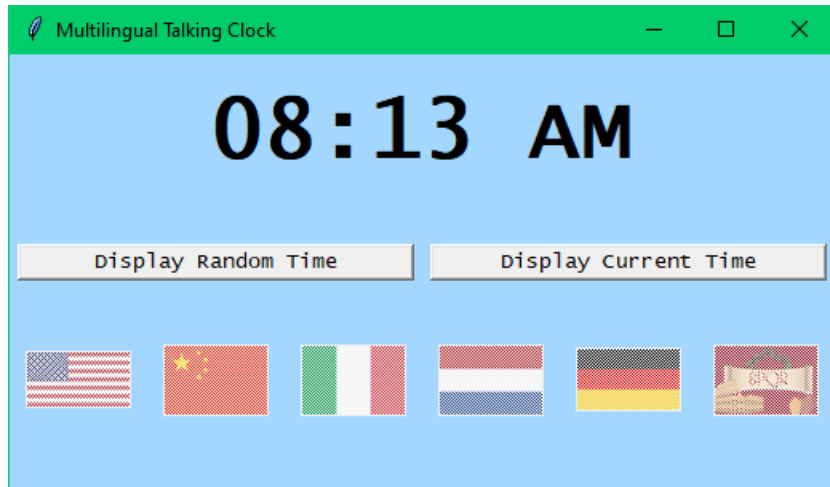 Multilingual Talking Clock
08:13 AM
Display Random Time
Display Current Time
SPQR